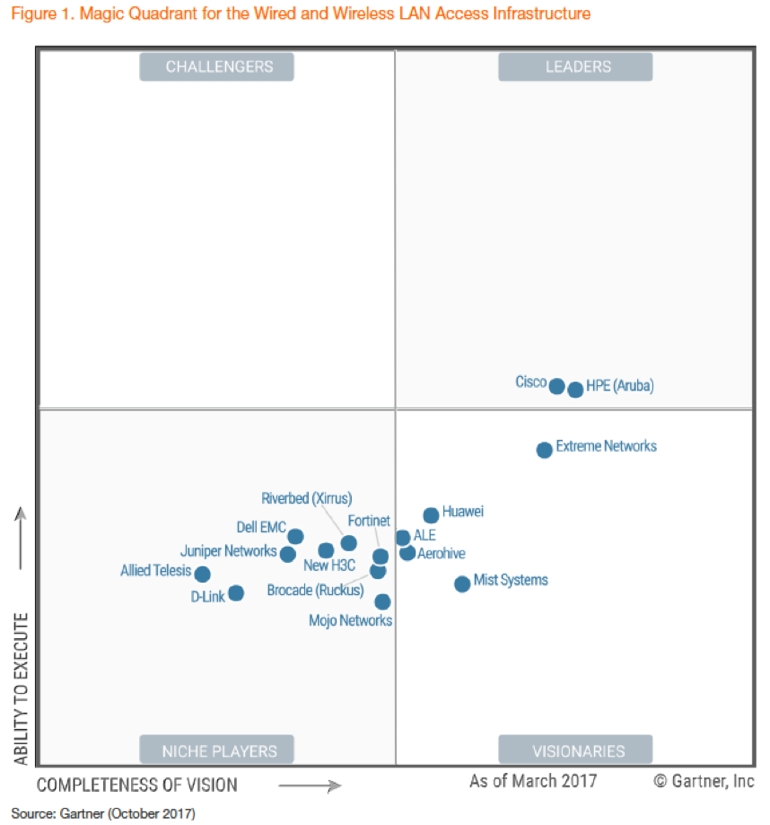 Figure 1. Magic Quadrant for the Wired and Wireless LAN Access Infrastructure
CHALLENGERS
LEADERS
Cisco
HPE (Aruba)
Extreme Networks
Riverbed (Xirrus)
Huawei
Fortinet
Dell EMC
ALE
Juniper Networks
Aerohive
New H3C
Allied Telesis
Mist Systems
Brocade (Ruckus)
D-Link
Mojo Networks
ABILITY TO EXECUTE
NICHE PLAYERS
VISIONARIES
COMPLETENESS OF VISION
As of March 2017
© Gartner, Inc
Source: Gartner (October 2017)